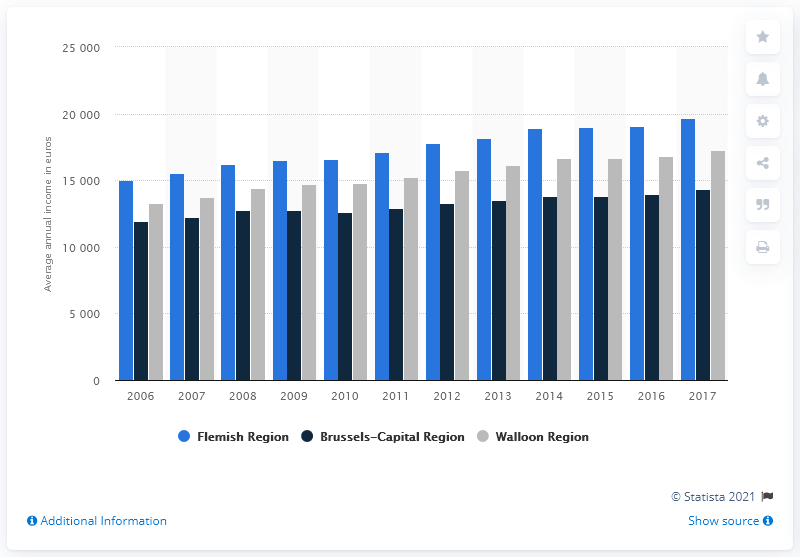 25 000
20 000
15 000
10 000
5 000
0
Average annual income in euros
2006 2007 2008 2009 2010 2011 2012 2013 2014 2015 2016 2017
Flemish Region Brussels-Capital Region Walloon Region
© Statista 2021
Additional Information Show source